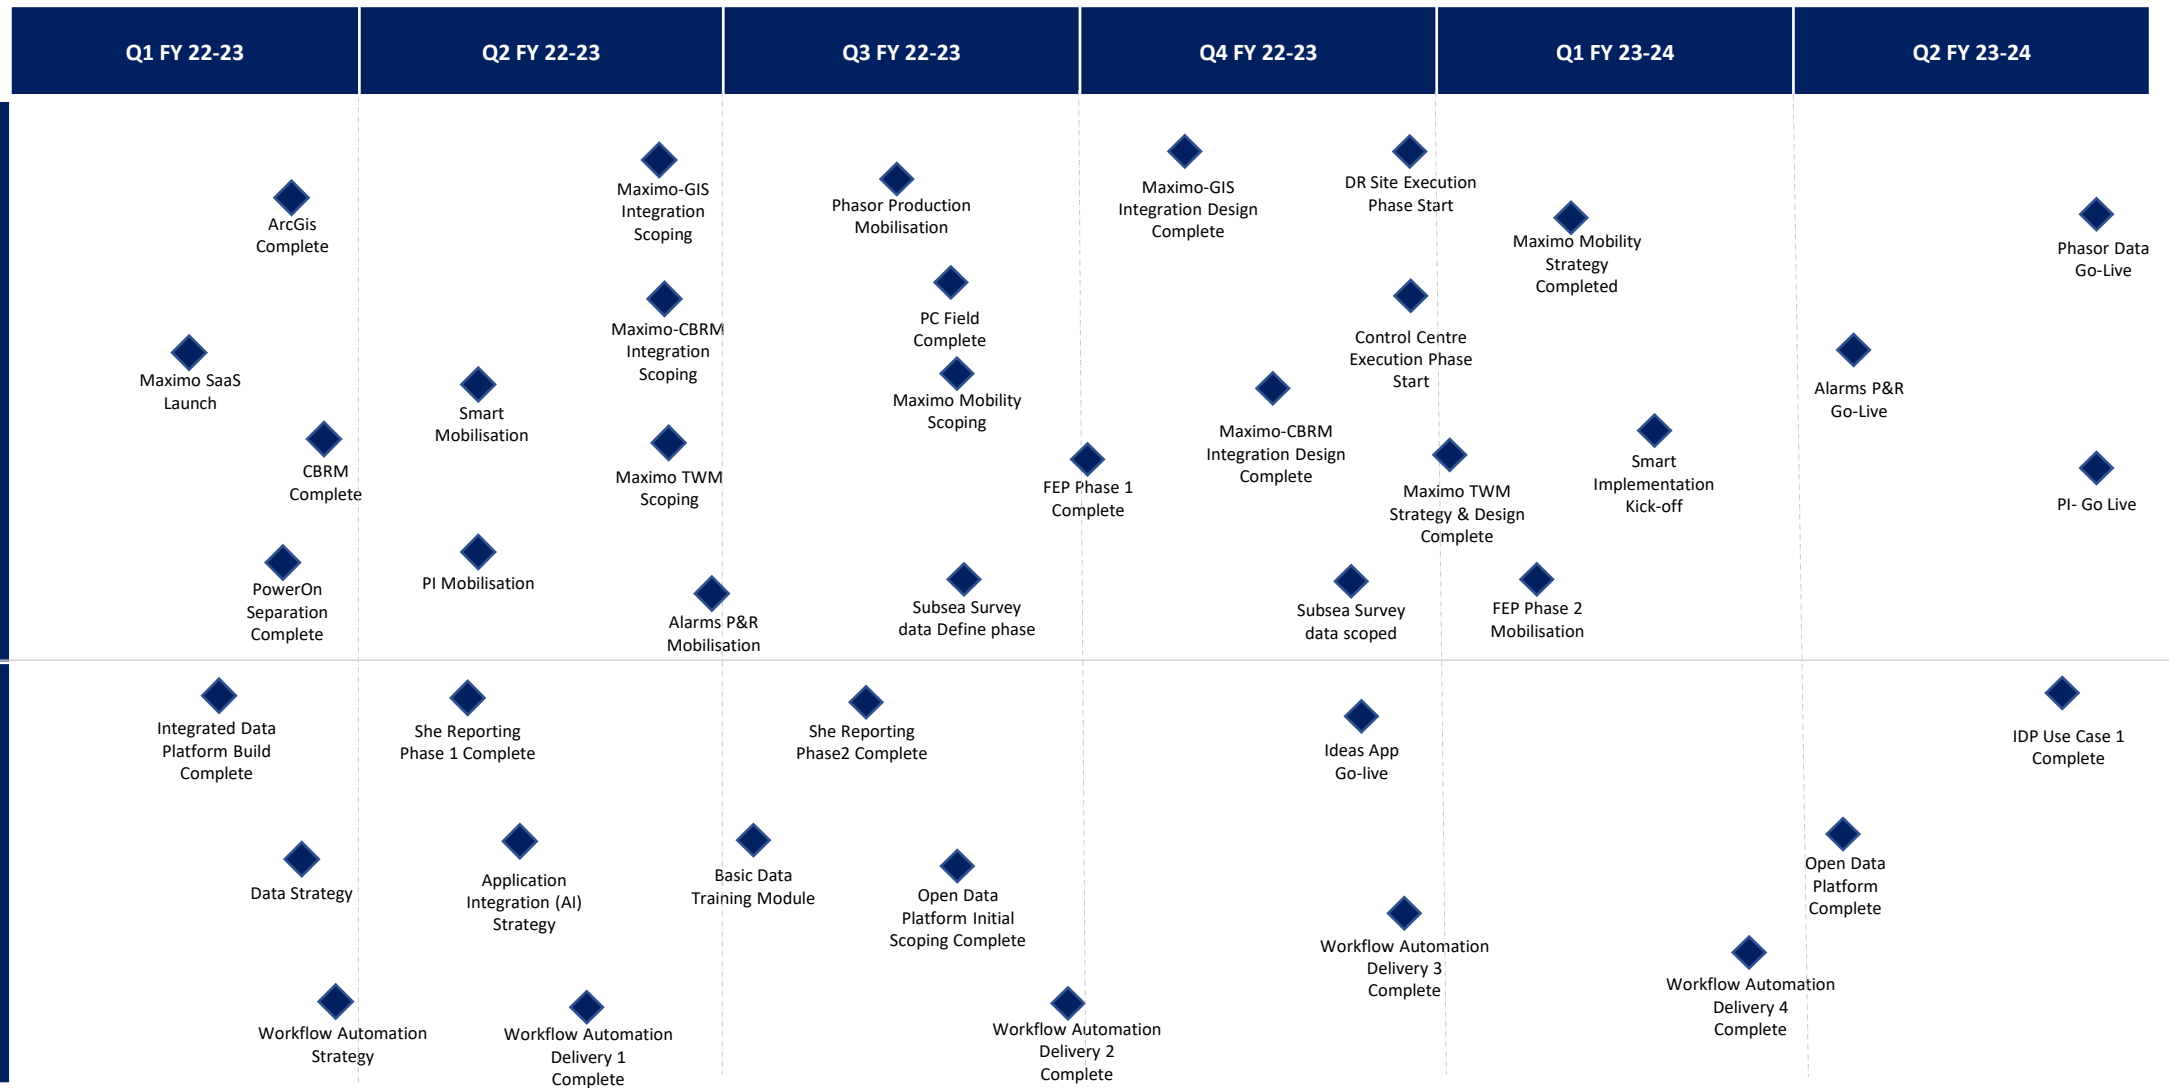 Q1 FY 22-23
Q2 FY 22-23
Q3 FY 22-23
Q4 FY 22-23
Q1 FY 23-24
Q2 FY 23-24
ArcGis
Complete
Maximo SaaS
Launch
CBRM
Complete
PowerOn
Separation
Complete
Maximo-GIS
Integration
Scoping
Maximo-CBRM
Integration
Scoping
Smart
Mobilisation
Maximo TWM
Scoping
PI Mobilisation
Alarms P&R
Mobilisation
Phasor Production
Mobilisation
PC Field
Complete
Maximo Mobility
Scoping
FEP Phase 1
Complete
Subsea Survey
data Define phase
Maximo-GIS
Integration Design
Complete
DR Site Execution
Phase Start
Control Centre
Execution Phase
Start
Maximo-CBRM
Integration Design
Complete
Maximo TWM
Strategy & Design
Complete
Subsea Survey
data scoped
Maximo Mobility
Strategy
Completed
Smart
Implementation
Kick-off
FEP Phase 2
Mobilisation
Phasor Data
Go-Live
Alarms P&R
Go-Live
PI- Go Live
Integrated Data
Platform Build
Complete
Data Strategy
Workflow Automation
Strategy
She Reporting
Phase 1 Complete
Application
Integration (AI)
Strategy
Workflow Automation
Delivery 1
Complete
She Reporting
Phase2 Complete
Basic Data
Training Module
Open Data
Platform Initial
Scoping Complete
Workflow Automation
Delivery 2
Complete
Ideas App
Go-live
Workflow Automation
Delivery 3
Complete
Workflow Automation
Delivery 4
Complete
IDP Use Case 1
Complete
Open Data
Platform
Complete